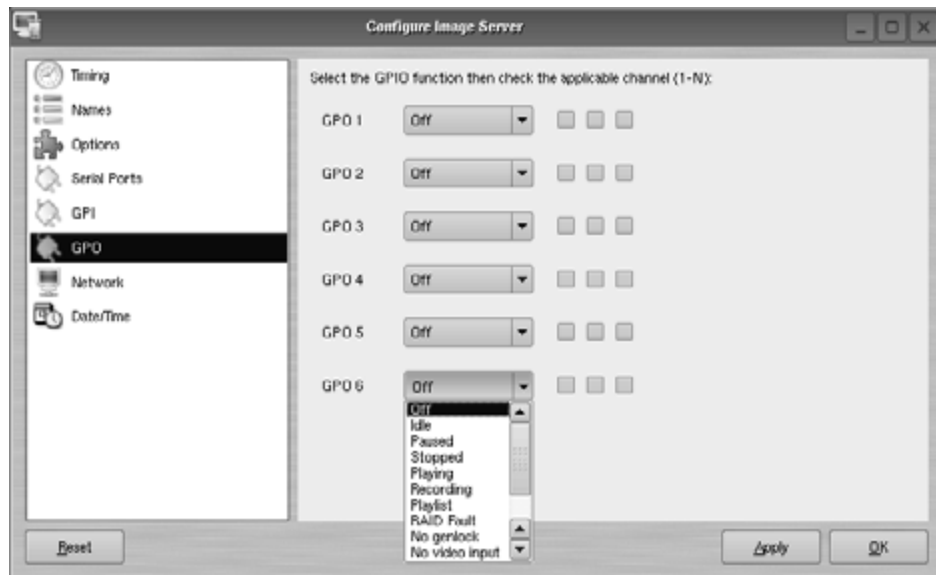 Configure Image Server
Timing
Names
Options
Serial Ports
GPI
GPO
Network
Date/Time
Select the GPIO function then check the applicable channel (1-N):
GPO 1 Off
GPO 2 Off
GPO 3 Off
GPO 4 Off
GPO 5 Off
GPO 6 Off
Off
Idle
Paused
Stopped
Playing
Recording
Playlist
RAID Fault
No genlock
No video input
Reset
Apply
OK